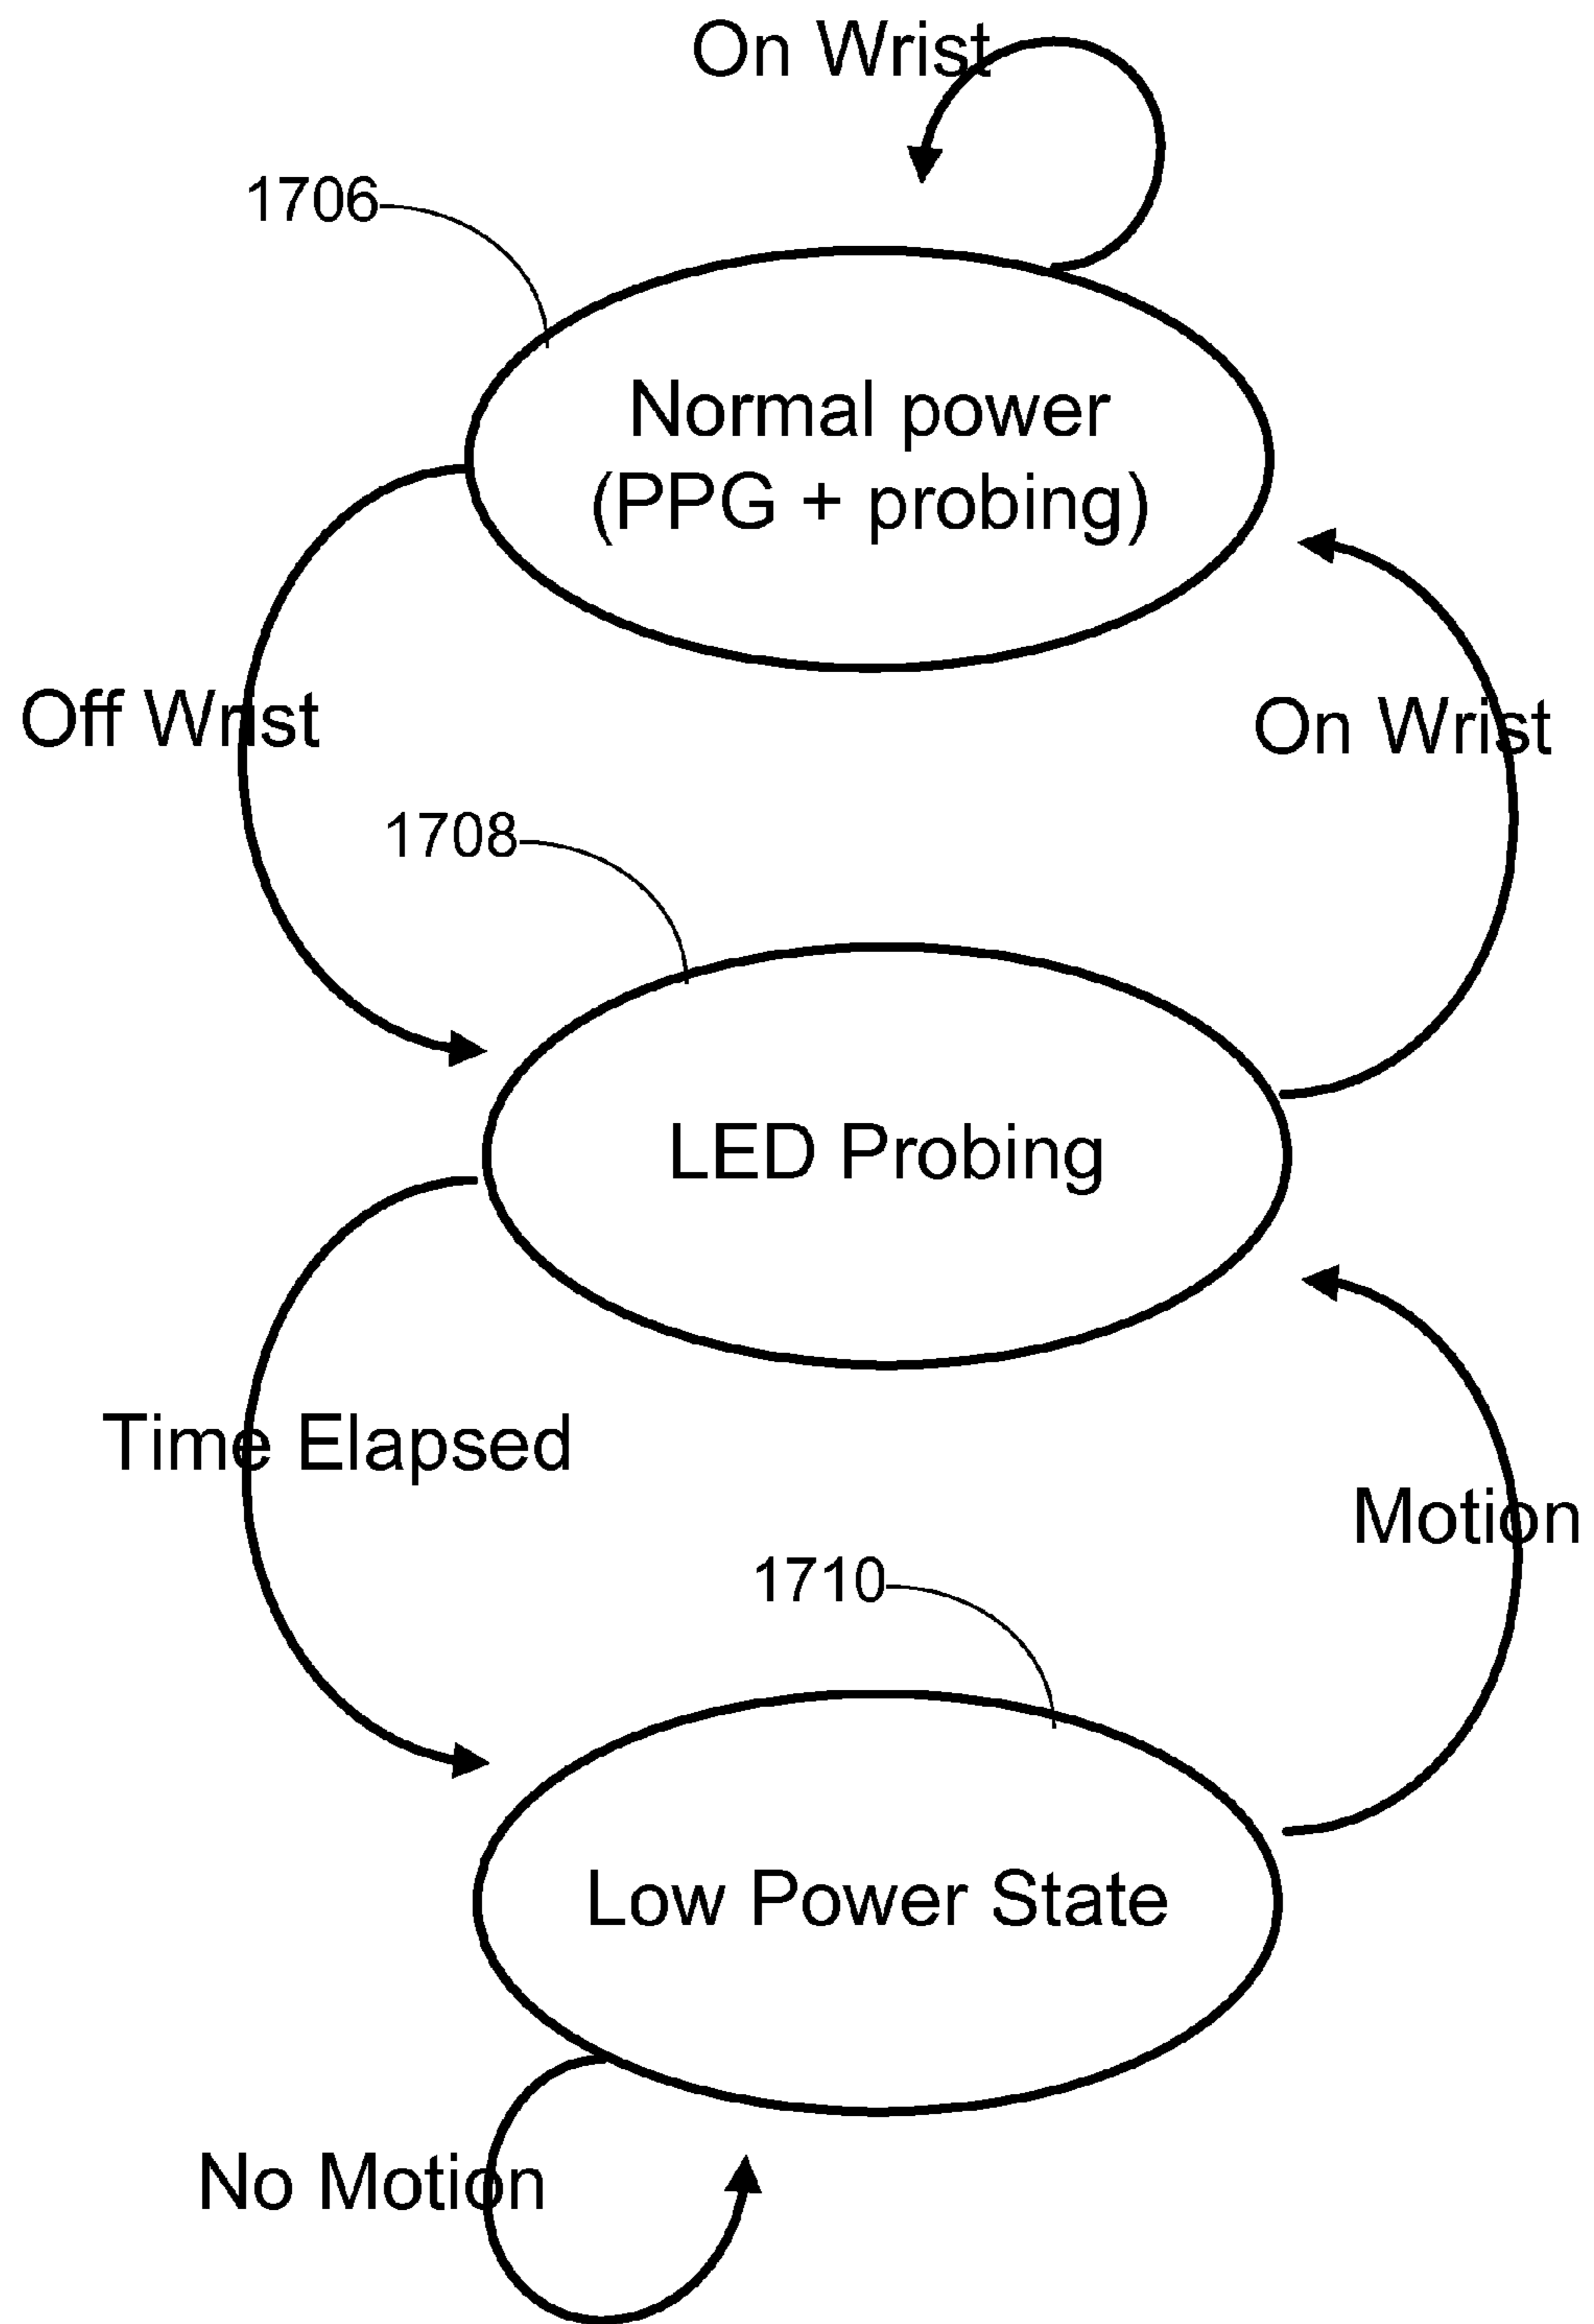 On Wrist
1706
Normal power
(PPG + probing)
Off Wrist
On Wrist
1708
LED Probing
Time Elapsed
Motion
1710
Low Power State
No Motion